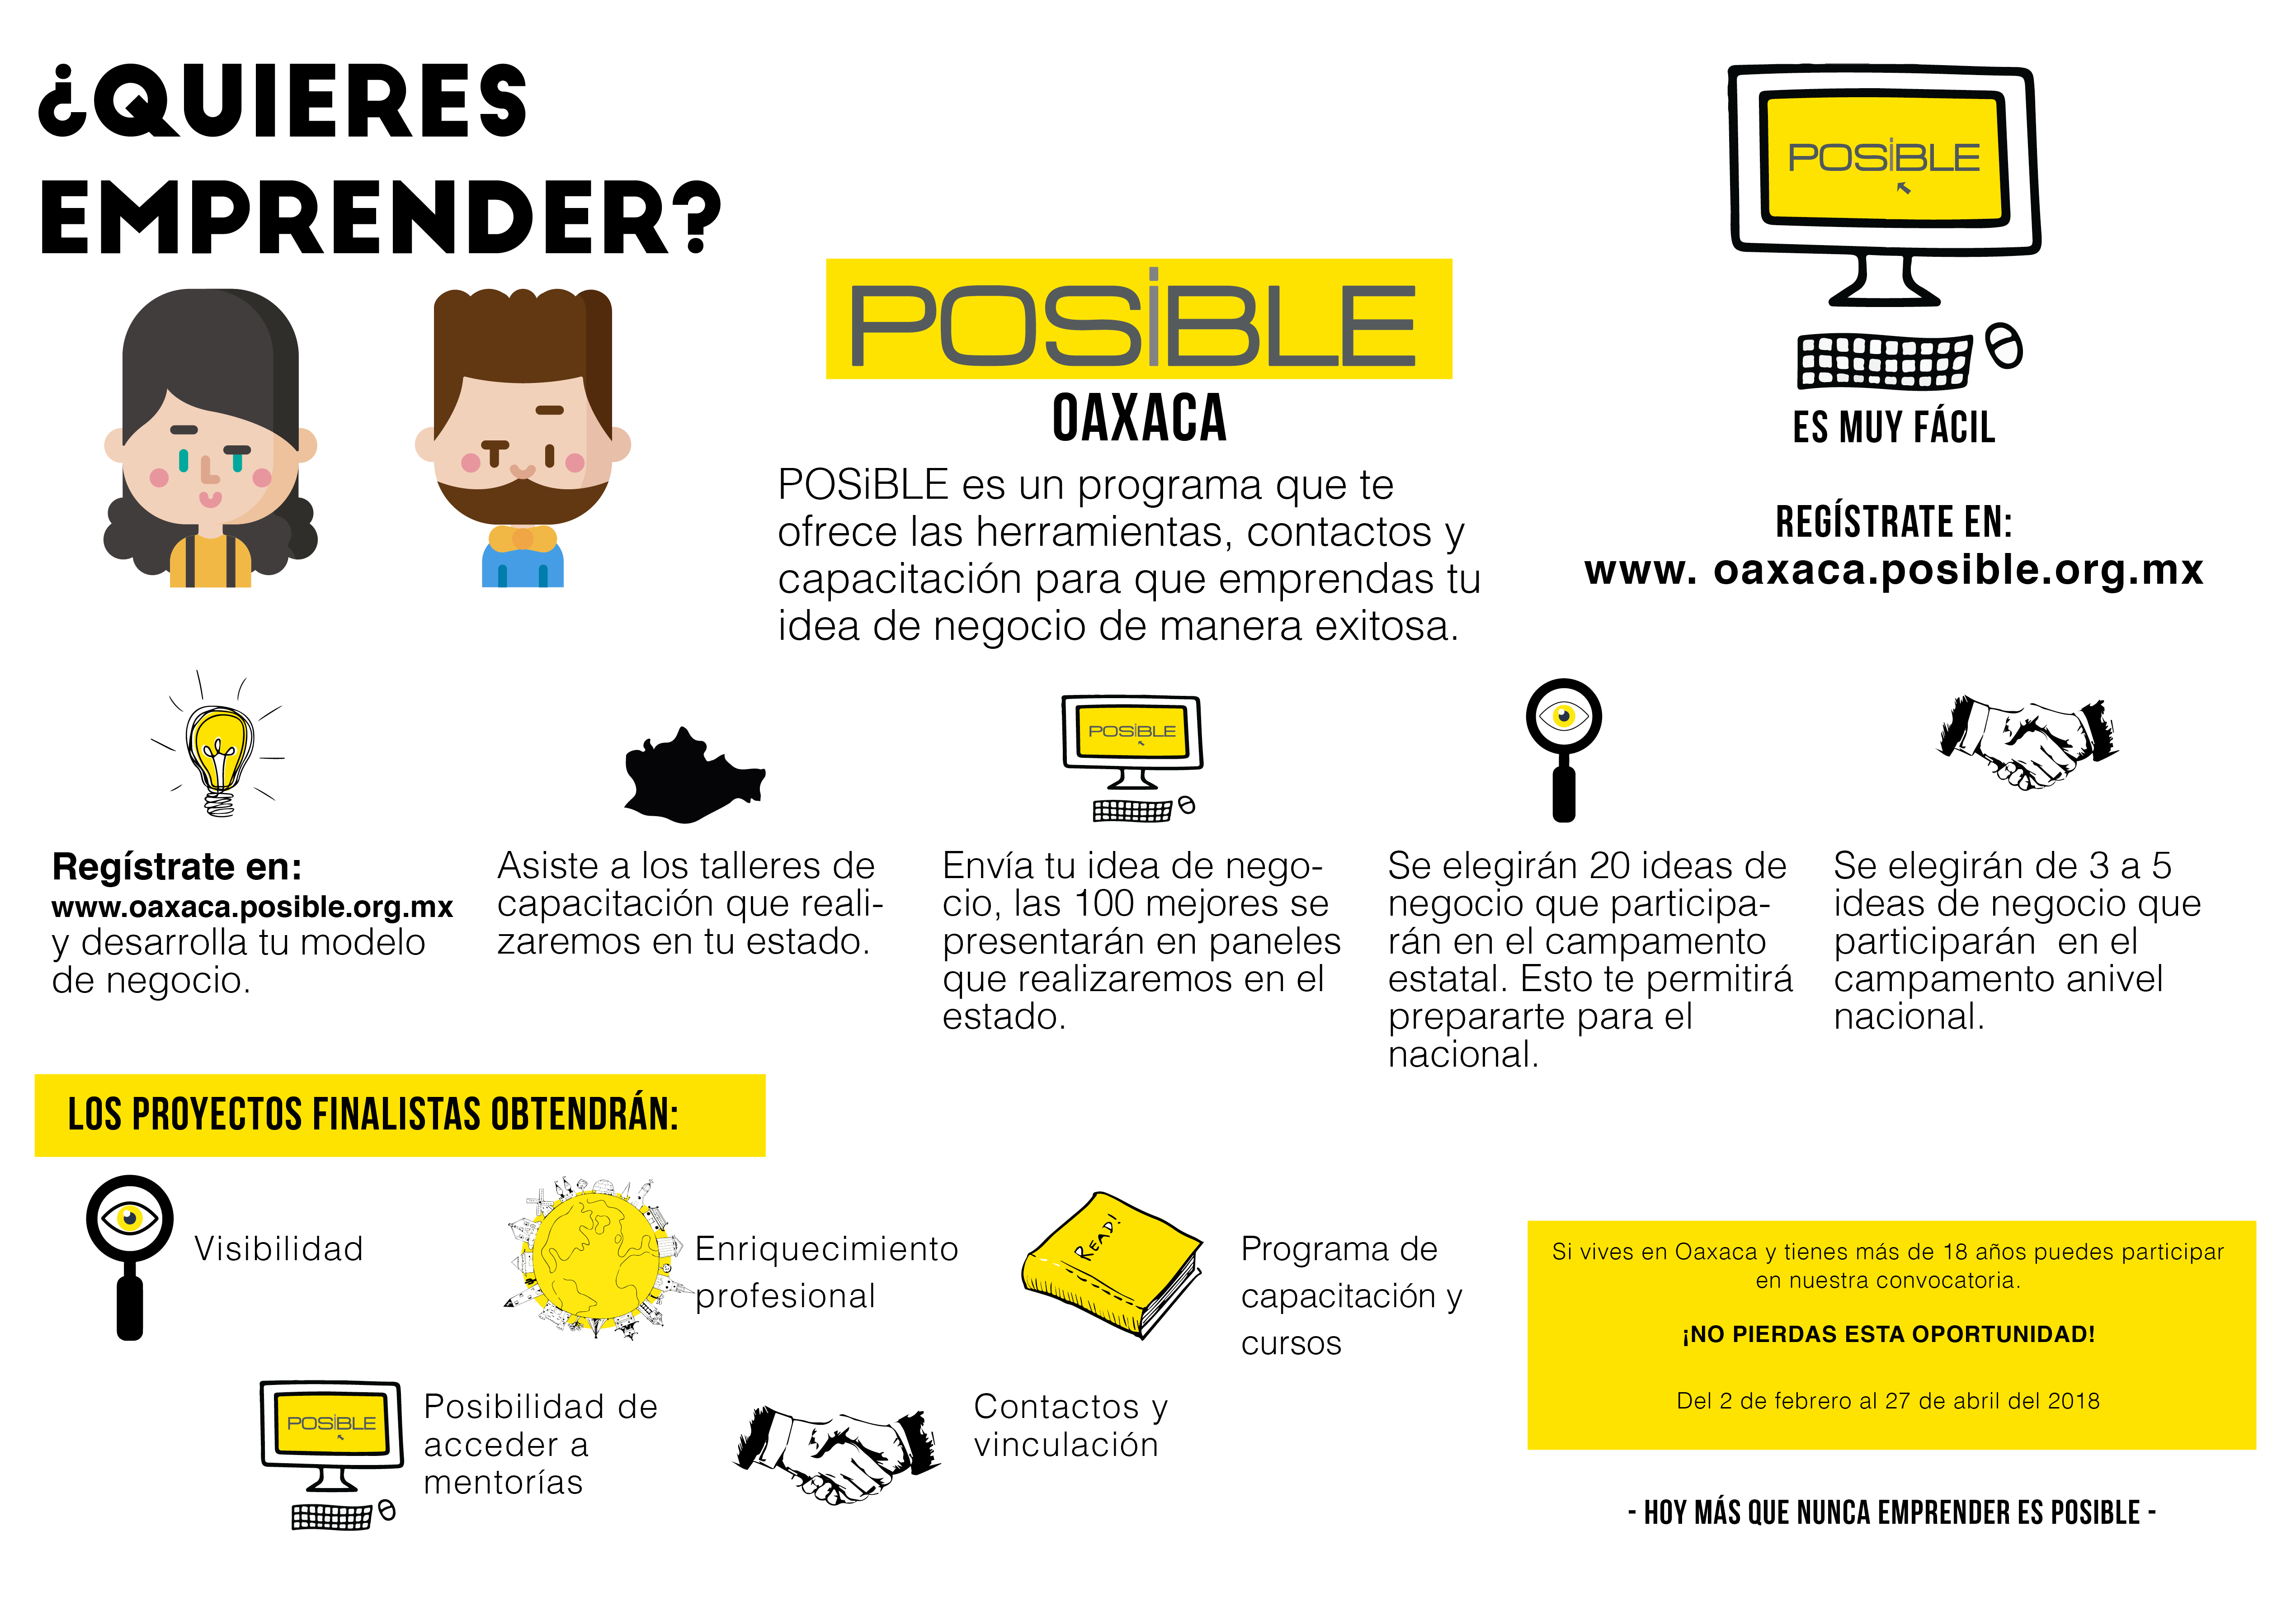 ¿QUIERES
EMPRENDER?
POSiBLE
OAXACA
POSiBLE es un programa que te
ofrece las herramientas, contactos y
capacitación para que emprendas tu
idea de negocio de manera exitosa.
POSiBLE
ES MUY FÁCIL
REGÍSTRATE EN:
www. oaxaca.posible.org.mx
Regístrate en:
www.oaxaca.posible.org.mx
y desarrolla tu modelo
de negocio.
Asiste a los talleres de
capacitación que reali-
zaremos en tu estado.
POSiBLE
Envía tu idea de nego-
cio, las 100 mejores se
presentarán en paneles
que realizaremos en el
estado.
Se elegirán 20 ideas de
negocio que participa-
rán en el campamento
estatal. Esto te permitirá
prepararte para el
nacional.
Se elegirán de 3 a 5
ideas de negocio que
participarán  en el
campamento anivel
nacional.
LOS PROYECTOS FINALISTAS OBTENDRÁN:
Visibilidad
Enriquecimiento
profesional
READ!
Programa de
capacitación y
cursos
POSiBLE
Posibilidad de
acceder a
mentorías
Contactos y
vinculación
Si vives en Oaxaca y tienes más de 18 años puedes participar
en nuestra convocatoria.
¡NO PIERDAS ESTA OPORTUNIDAD!
Del 2 de febrero al 27 de abril del 2018
- HOY MÁS QUE NUNCA EMPRENDER ES POSIBLE -